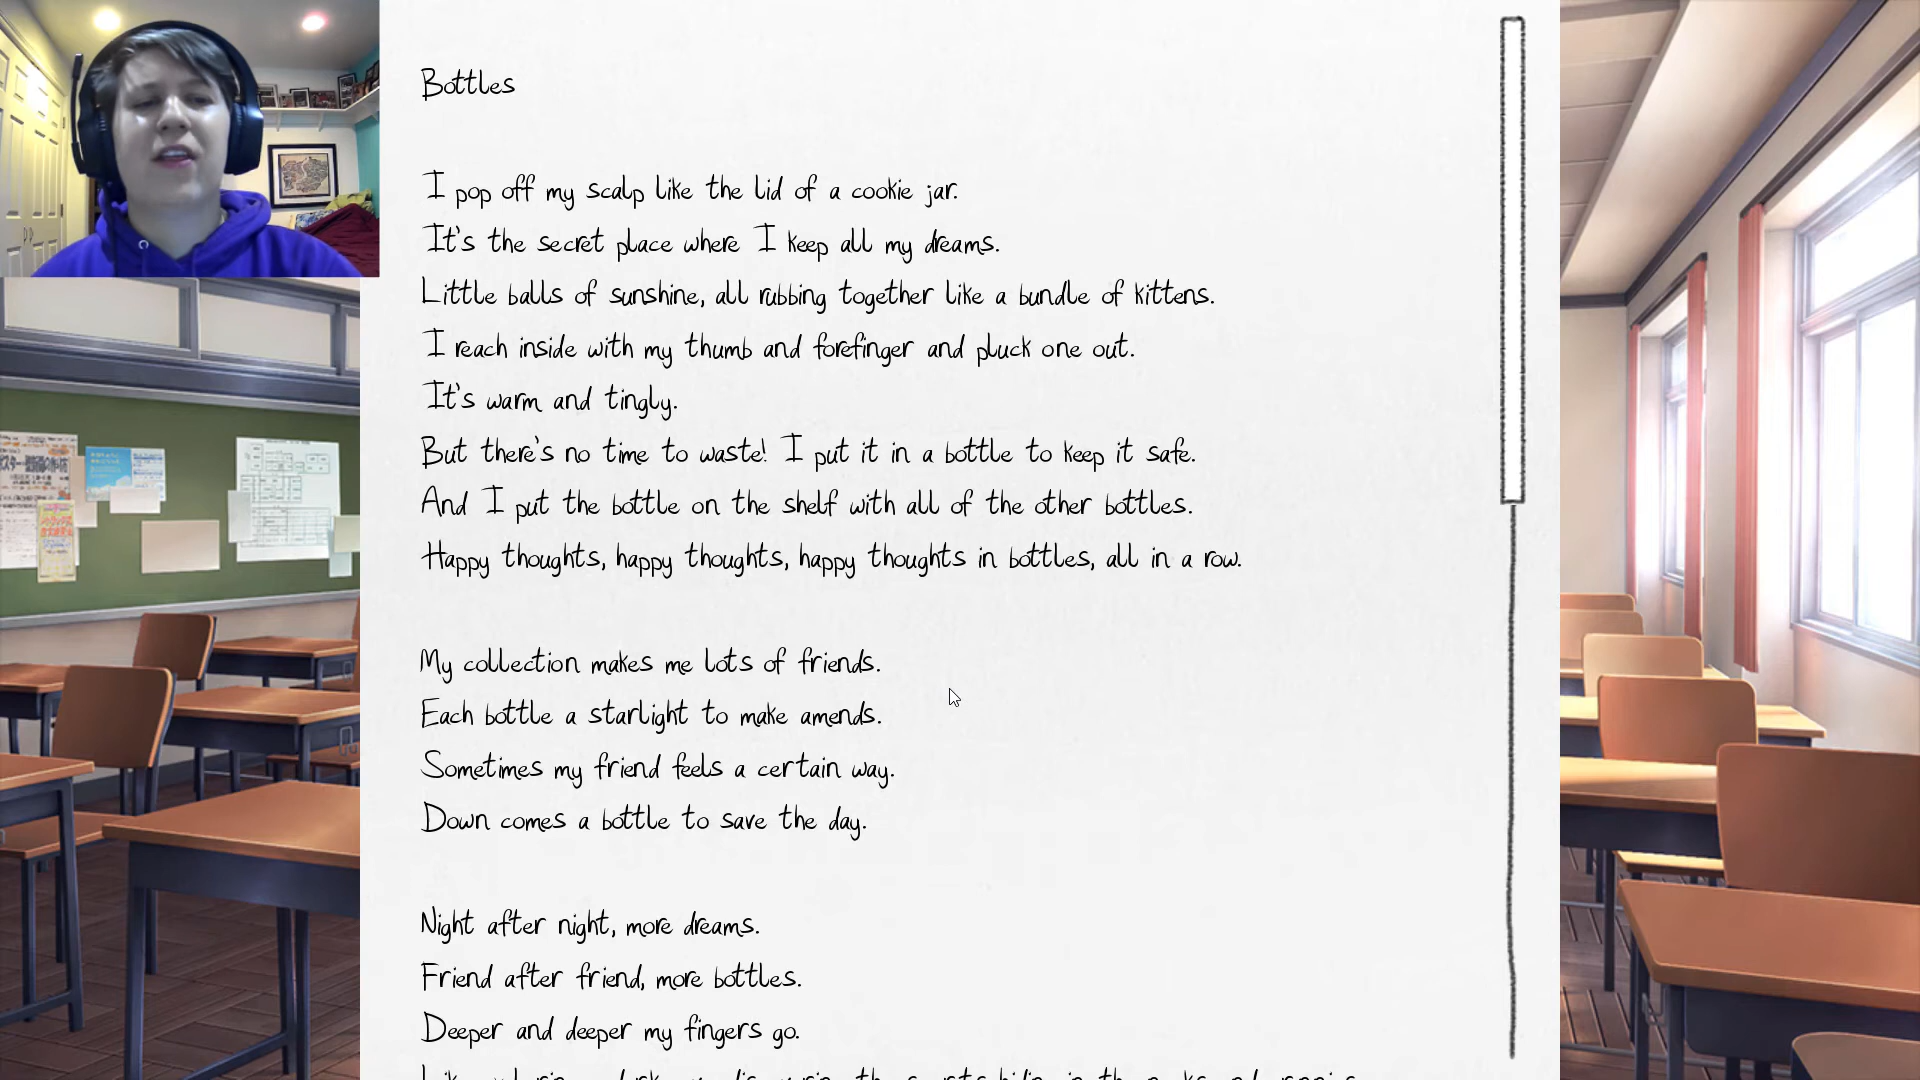 Bottles
I pop off my scalp like the lid of a cookie jar.
It's the secret place where I keep all my dreams.
Little balls of sunshine, all rubbing together like a bundle of kittens.
I reach inside with my thumb and forefinger and pluck one out.
It's warm and tingly.
But there's no time to waste! I put it in a bottle to keep it safe.
And I put the bottle on the shelf with all of the other bottles.
Happy thoughts, happy thoughts, happy thoughts in bottles, all in a row.
My collection makes me lots of friends.
Each bottle a starlight to make amends.
Sometimes my friend feels a certain way.
Down comes a bottle to save the day.
Night after night, more dreams.
Friend after friend, more bottles.
Deeper and deeper my fingers go.